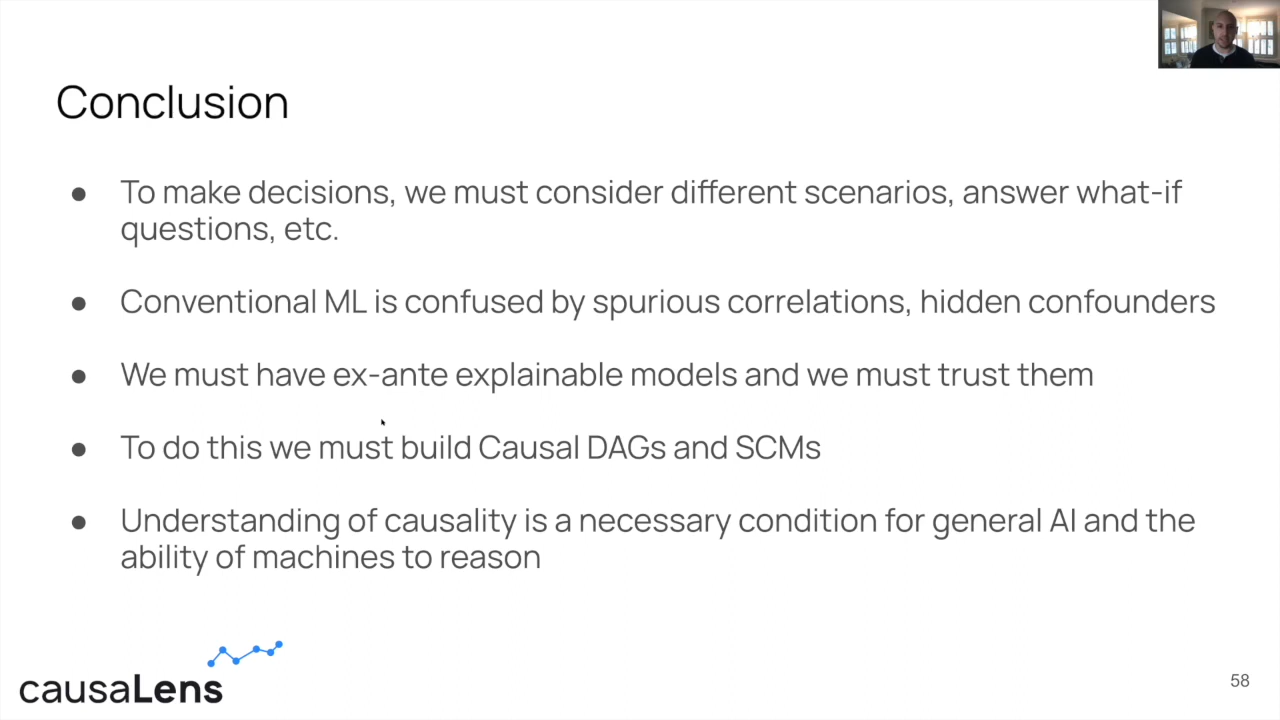 Conclusion
● To make decisions, we must consider different scenarios, answer what-if
questions, etc.
● Conventional ML is confused by spurious correlations, hidden confounders
● We must have ex-ante explainable models and we must trust them
● To do this we must build Causal DAGs and SCMs
● Understanding of causality is a necessary condition for general AI and the
ability of machines to reason
causaLens
58